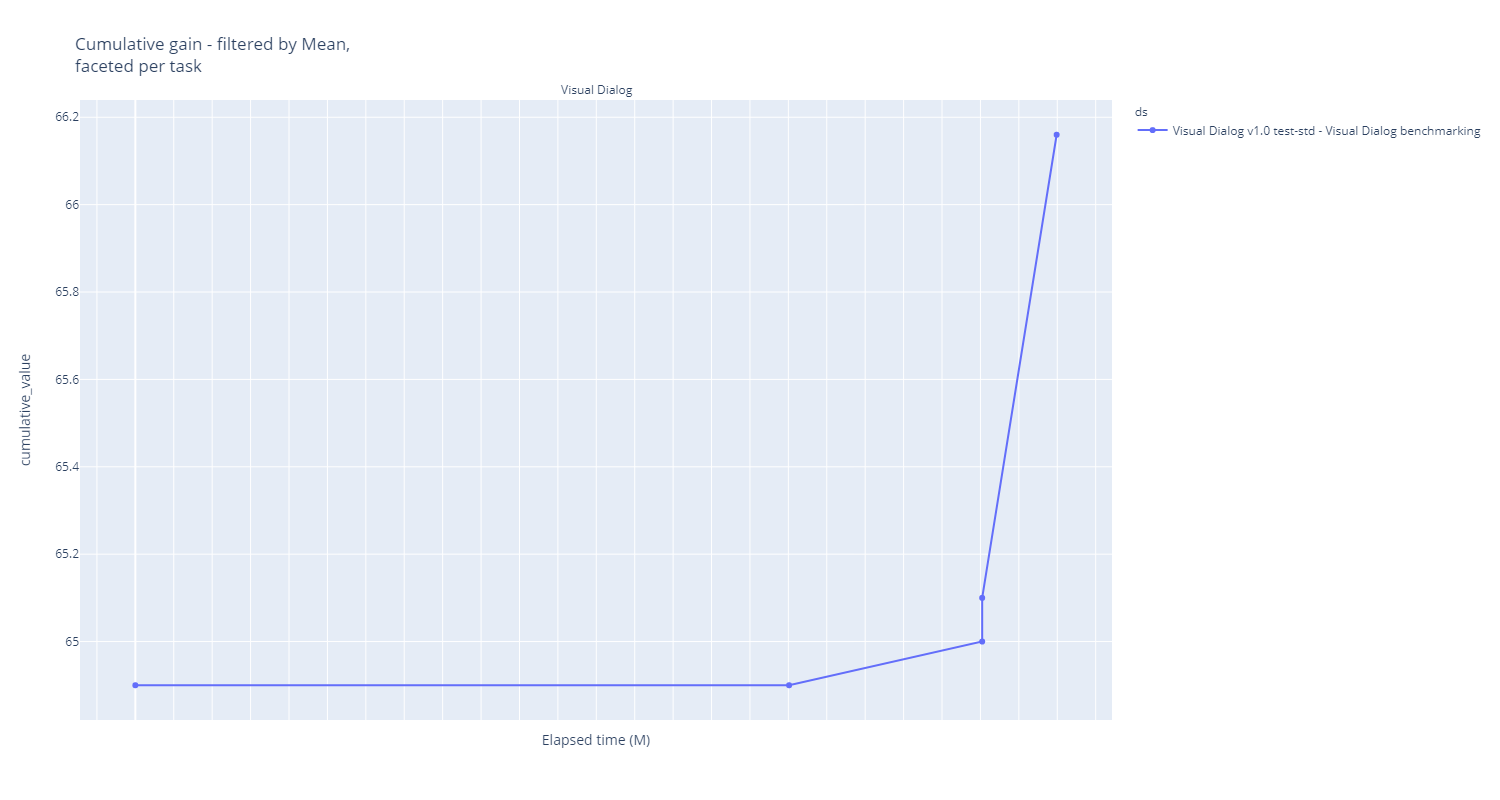 Cumulative gain - filtered by Mean,
faceted per task
Visual Dialog
66.2
66
65.8
65.6
65.4
65.2
65
cumulative_value
Elapsed time (M)
ds
Visual Dialog v1.0 test-std - Visual Dialog benchmarking